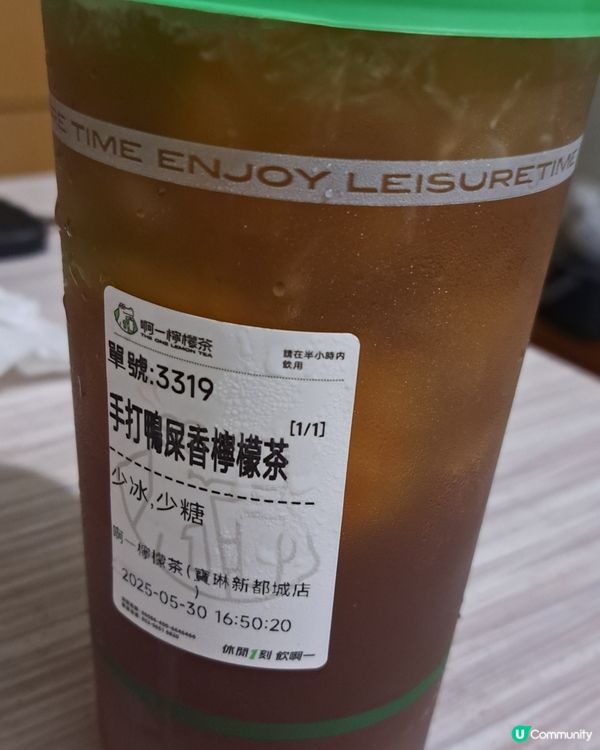 RE TIME ENJOY LEISURETIME
啊一檸檬茶
THE ONE LEMON TEA
請在半小時內
飲用
單號:3319
[1/1]
手打鴨屎香檸檬茶
少冰,少糖
啊一檸檬茶(寶琳新都城店
)
2025-05-30 16:50:20
休閒1刻 飲啊一
U Community